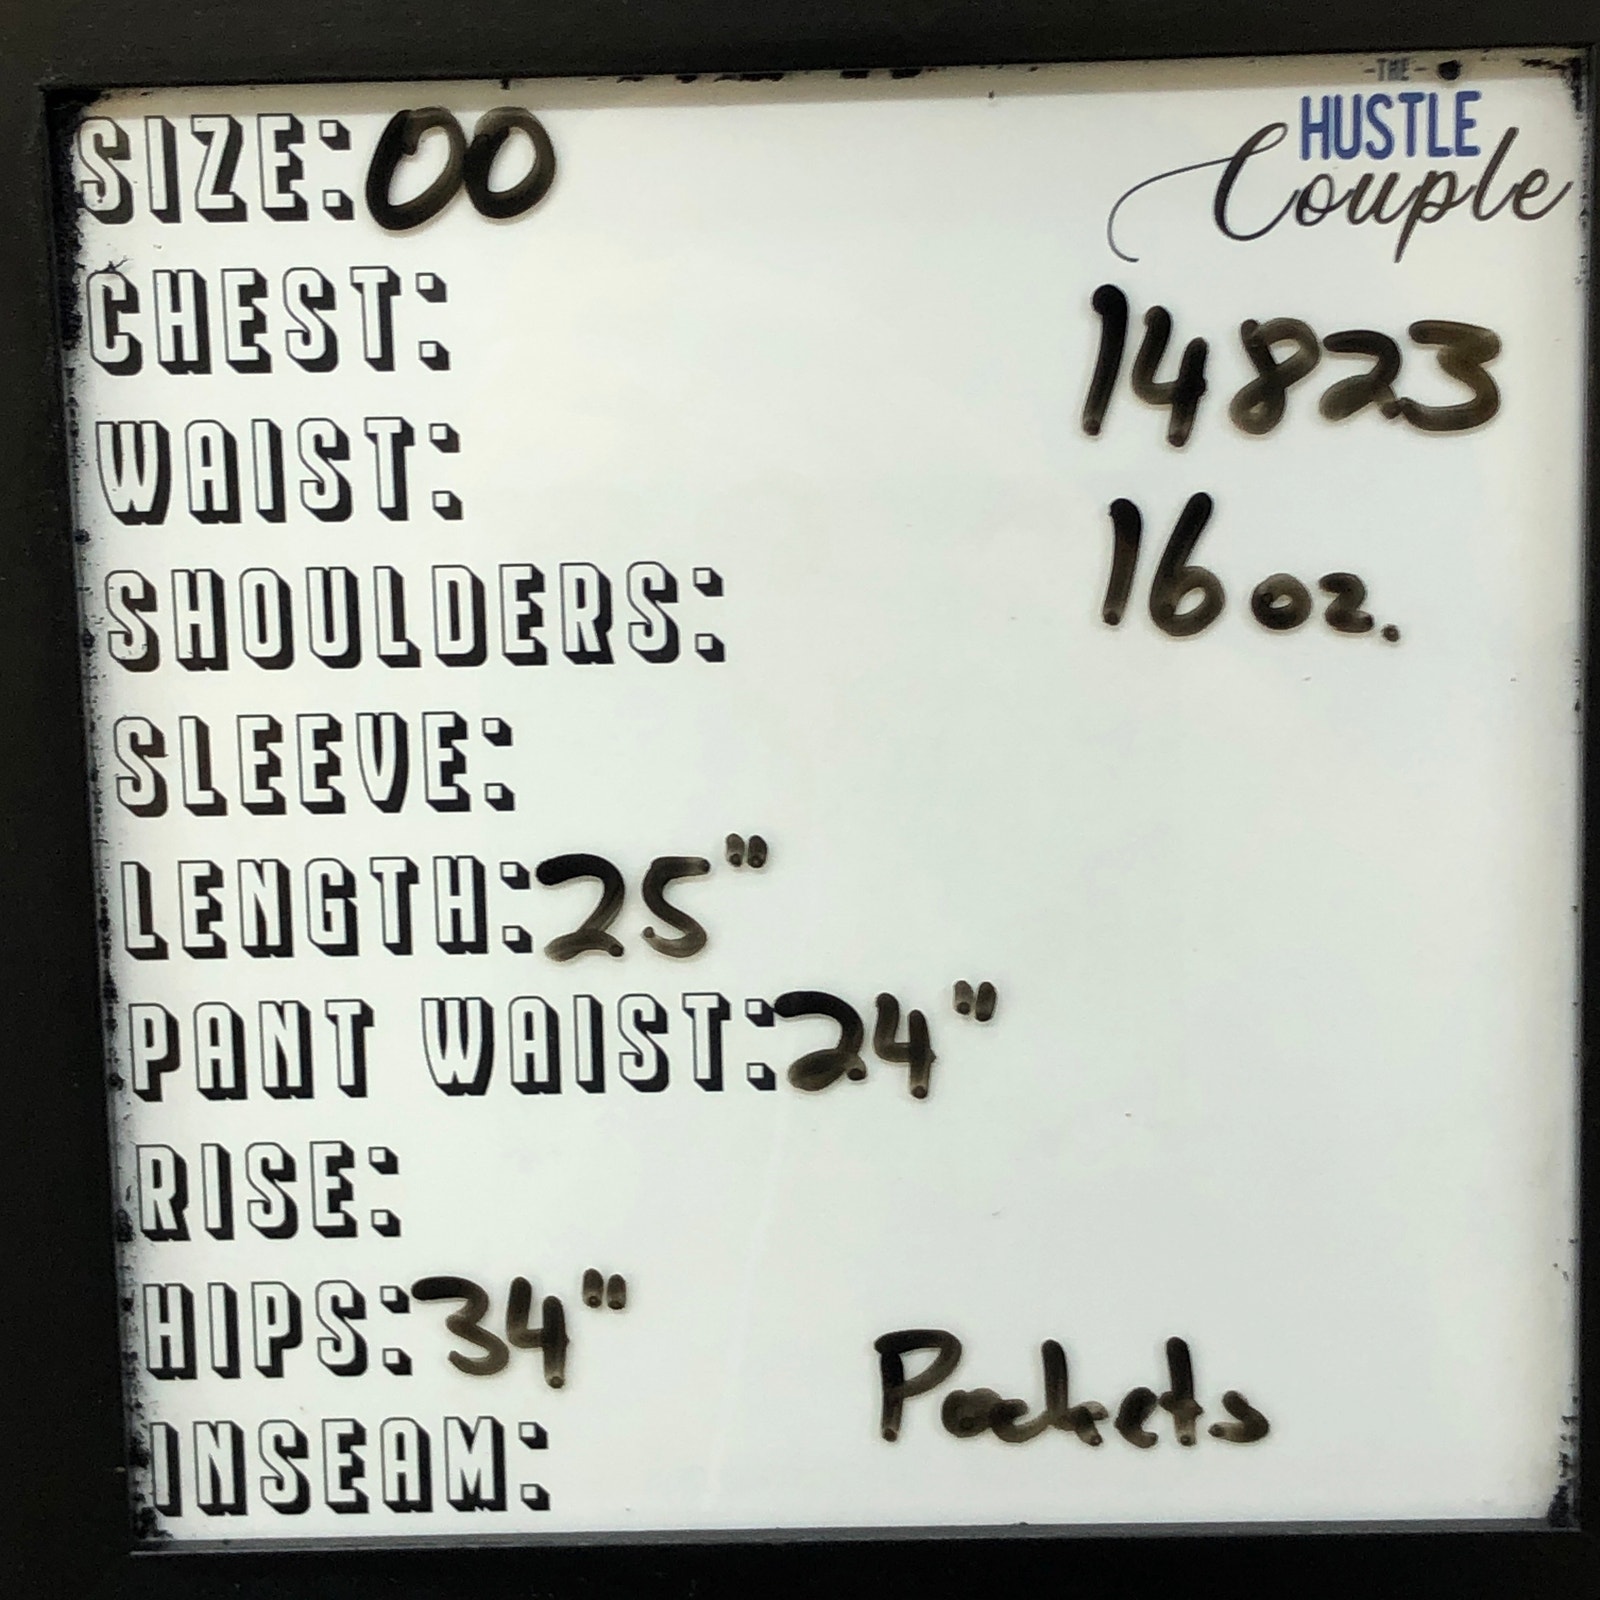 -THE-
HUSTLE
Couple
SIZE: 00
CHEST:
14823
WAIST:
16 oz.
SHOULDERS:
SLEEVE:
LENGTH: 25"
PANT WAIST: 24"
RISE:
HIPS: 34"
Pockets
INSEAM: